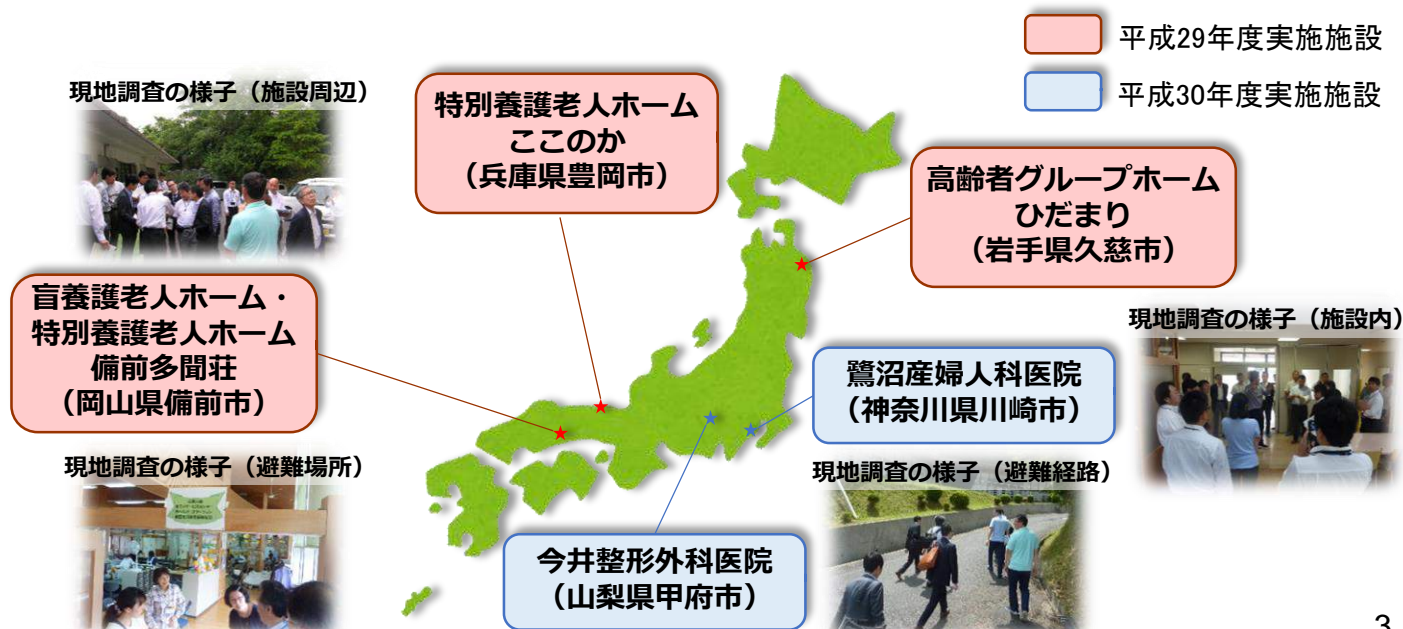 平成29年度実施施設
平成30年度実施施設
現地調査の様子（施設周辺）
特別養護老人ホーム
ここのか
（兵庫県豊岡市）
高齢者グループホーム
ひだまり
（岩手県久慈市）
盲養護老人ホーム・
特別養護老人ホーム
備前多聞荘
（岡山県備前市）
現地調査の様子（施設内）
鷺沼産婦人科医院
（神奈川県川崎市）
現地調査の様子（避難場所）
現地調査の様子（避難経路）
今井整形外科医院
（山梨県甲府市）
3